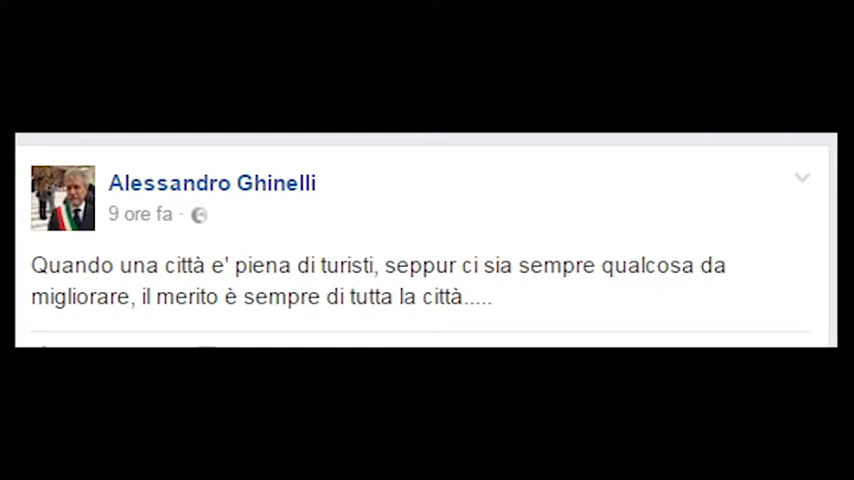 Alessandro Ghinelli
9 ore fa ·
Quando una città e' piena di turisti, seppur ci sia sempre qualcosa da
migliorare, il merito è sempre di tutta la città.....